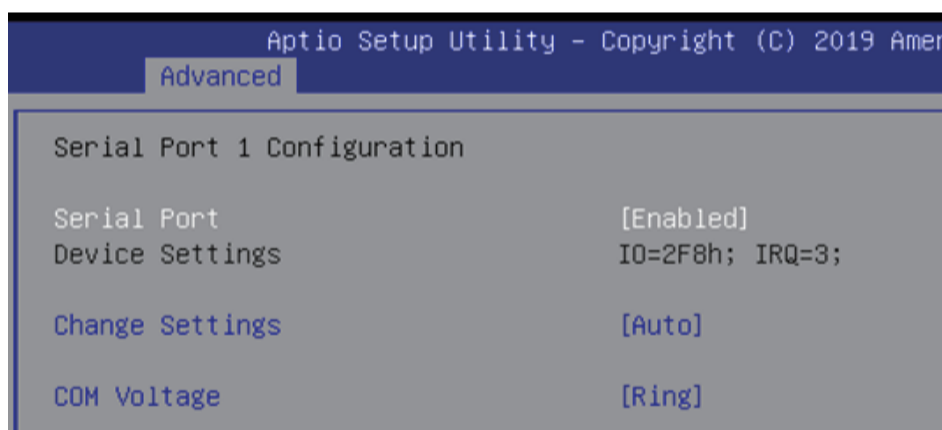 Aptio Setup Utility – Copyright (C) 2019 Amer
Advanced
Serial Port 1 Configuration
Serial Port [Enabled]
Device Settings IO=2F8h; IRQ=3;
Change Settings [Auto]
COM Voltage [Ring]